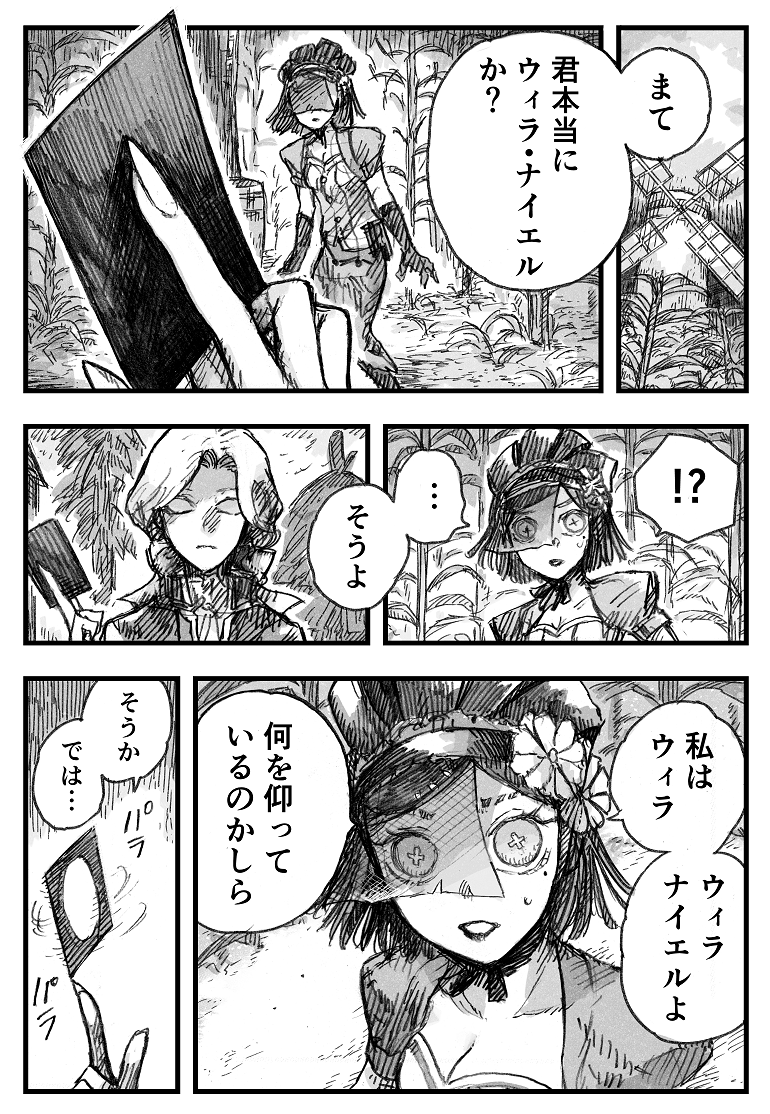 まて
君本当に
ウィラ・ナイエル
か？
!?
…
そうよ
私は
ウィラ
ウィラ
ナイエルよ
何を仰って
いるのかしら
そうか
では…
パラ
パラ